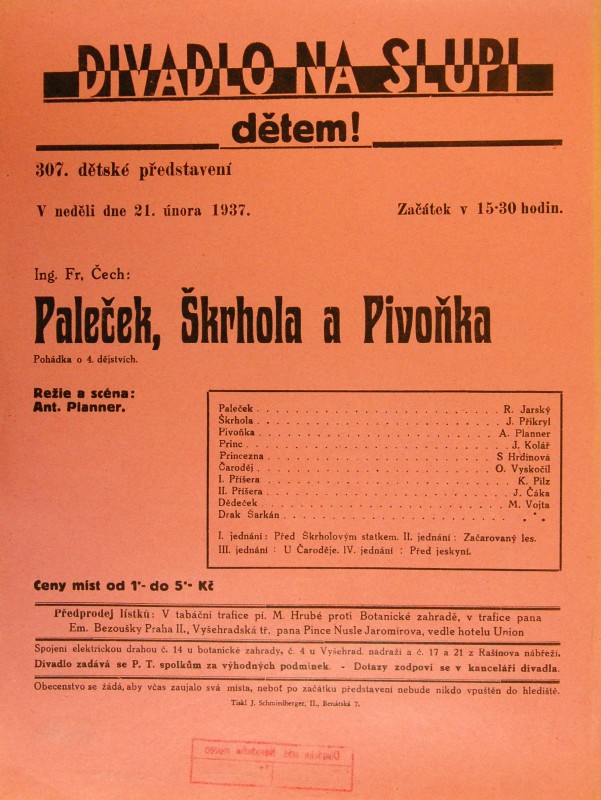 DIVADLO NA SLUPI
dětem!
307. dětské představení
V neděli dne 21. února 1937. Začátek v 15·30 hodin.
Ing. Fr, Čech:
Paleček, Škrhola a Pivoňka
Pohádka o 4. dějstvích.
Režie a scéna:
Ant. Planner.
Paleček . . . . . . . . . . R. Jarský
Škrhola . . . . . . . . . . J. Přikryl
Pivoňka . . . . . . . . . . A. Planner
Princ . . . . . . . . . . J. Kolář
Princezna . . . . . . . . . . S Hrdinová
Čaroděj . . . . . . . . . . O. Vyskočil
I. Příšera . . . . . . . . . . K. Pilz
II. Příšera . . . . . . . . . . J. Čáka
Dědeček . . . . . . . . . . M. Vojta
Drak Šarkán . . . . . . . . . . * * *
I. jednání: Před Škrholovým statkem. II. jednání: Začarovaný les.
III. jednání: U Čaroděje. IV. jednání: Před jeskyní.
Ceny míst od 1·- do 5·- Kč
Předprodej lístků: V tabáční trafice pí. M. Hrubé proti Botanické zahradě, v trafice pana
Em. Bezoušky Praha II., Vyšehradská tř. pana Pince Nusle Jaromírova, vedle hotelu Union
Spojení elektrickou drahou č. 14 u botanické zahrady, č. 4 u Vyšehrad. nádraží a č. 17 a 21 z Rašínova nábřeží.
Divadlo zadává se P. T. spolkům za výhodných podmínek. - Dotazy zodpoví se v kanceláři divadla.
Obecenstvo se žádá, aby včas zaujalo svá místa, neboť po začátku představení nebude nikdo vpuštěn do hlediště.
Tiskl J. Schmiedberger, II., Benátská 7.